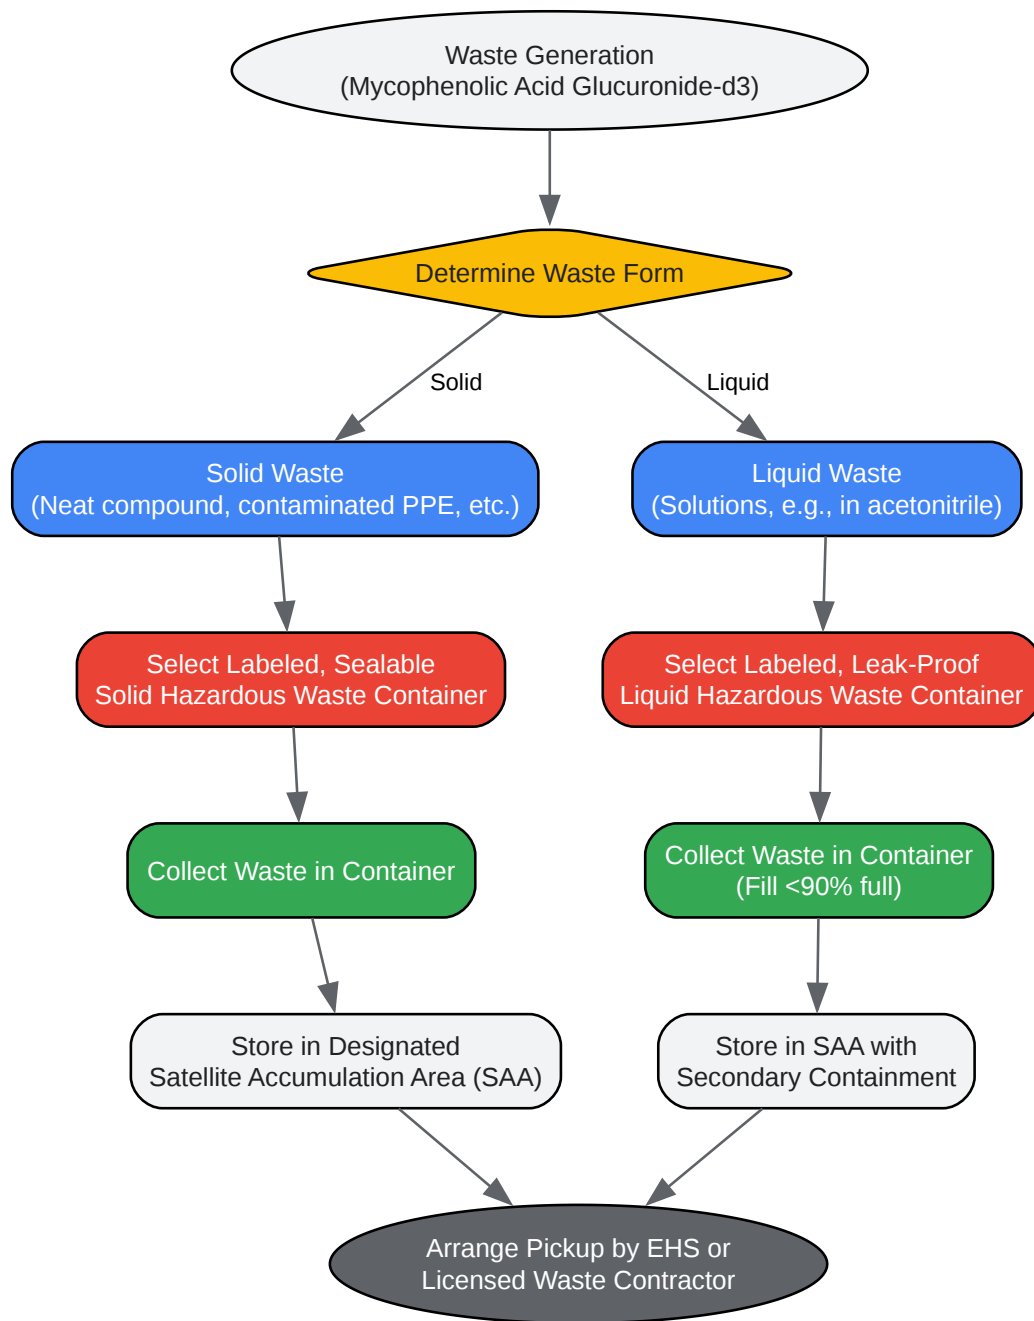 Waste Generation
(Mycophenolic Acid Glucuronide-d3)
Determine Waste Form
Solid
Liquid
Solid Waste
(Neat compound, contaminated PPE, etc.)
Liquid Waste
(Solutions, e.g., in acetonitrile)
Select Labeled, Sealable
Solid Hazardous Waste Container
Select Labeled, Leak-Proof
Liquid Hazardous Waste Container
Collect Waste in Container
Collect Waste in Container
(Fill <90% full)
Store in Designated
Satellite Accumulation Area (SAA)
Store in SAA with
Secondary Containment
Arrange Pickup by EHS or
Licensed Waste Contractor